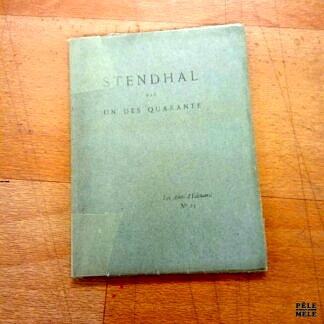 STENDHAL
PAR
UN DES QUARANTE
Les Amis d'Édouard
N°
PÊLE
MÊLE